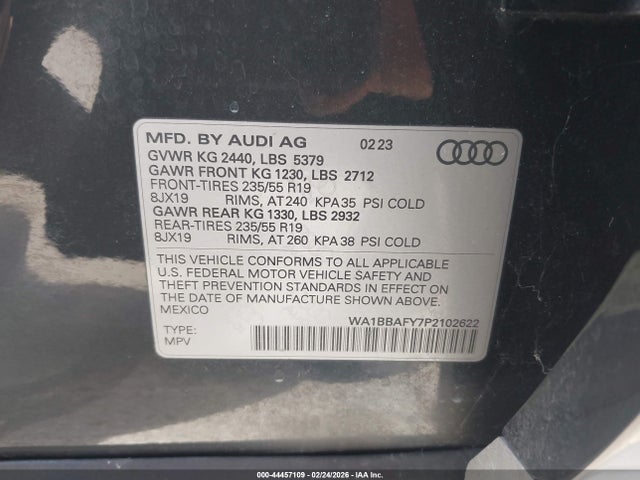 MFD. BY AUDI AG 02 23
GVWR KG 2440, LBS 5379
GAWR FRONT KG 1230, LBS 2712
FRONT-TIRES 235/55 R19
8JX19 RIMS, AT 240 KPA 35 PSI COLD
GAWR REAR KG 1330, LBS 2932
REAR-TIRES 235/55 R19
8JX19 RIMS, AT 260 KPA 38 PSI COLD
THIS VEHICLE CONFORMS TO ALL APPLICABLE
U.S. FEDERAL MOTOR VEHICLE SAFETY AND
THEFT PREVENTION STANDARDS IN EFFECT ON
THE DATE OF MANUFACTURE SHOWN ABOVE.
MEXICO
WA1BBAFY7P2102622
TYPE:
MPV
000-44457109 - 02/24/2026 - IAA Inc.